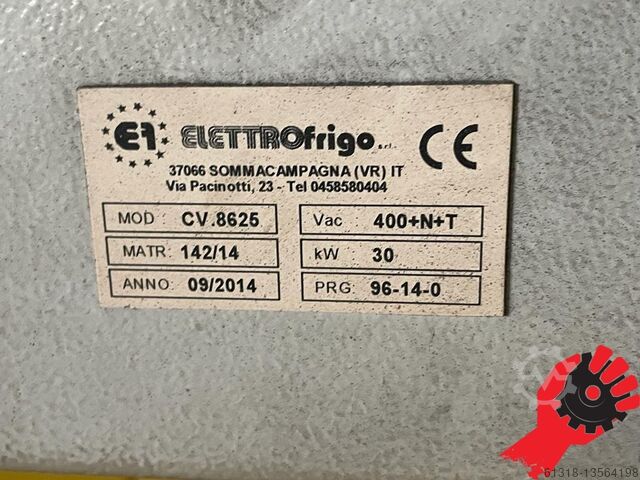 EF ELETTROfrigo s.r.l. CE
37066 SOMMACAMPAGNA (VR) IT
Via Pacinotti, 23 - Tel 0458580404
MOD CV.8625 Vac 400+N+T
MATR: 142/14 kW 30
ANNO: 09/2014 PRG: 96-14-0
61318-13564198